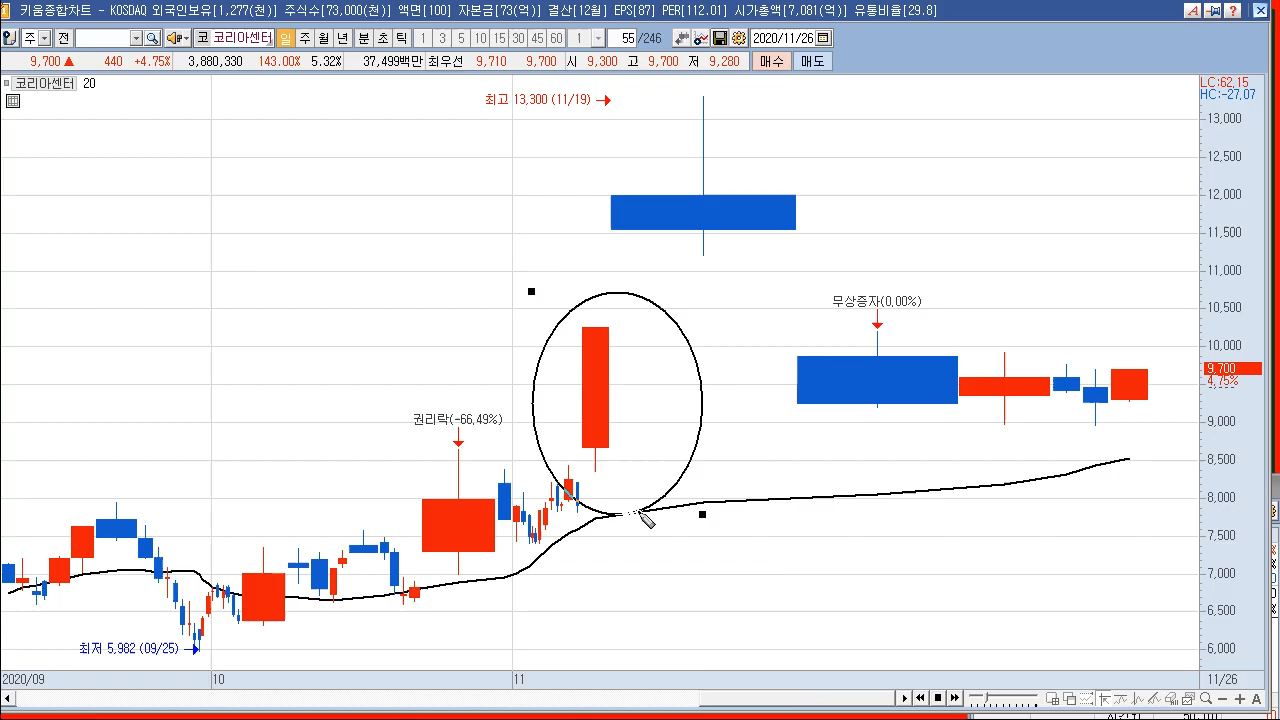 키움종합차트 - KOSDAQ 외국인보유[1,277(천)] 주식수[73,000(천)] 액면[100] 자본금[73(억)] 결산[12월] EPS[87] PER[112.01] 시가총액[7,081(억)] 유통비율[29.8]
주 전 코 코리아센터 일 주 월 년 분 초 틱 1 3 5 10 15 30 45 60 1 55 /246 2020/11/26
9,700 ▲ 440 +4.75% 3,880,330 143.00% 5.32% 37,499백만 최우선 9,710 9,700 시 9,300 고 9,700 저 9,280 매수 매도
코리아센터 20
LC:62,15
HC:-27,07
최고 13,300 (11/19) →
13,000
12,500
12,000
11,500
11,000
무상증자(0,00%)
10,500
10,000
9,700
4,75%
권리락(-66,49%)
9,000
8,500
8,000
7,500
7,000
6,500
최저 5,982 (09/25) →
6,000
2020/09 10 11 11/26
A